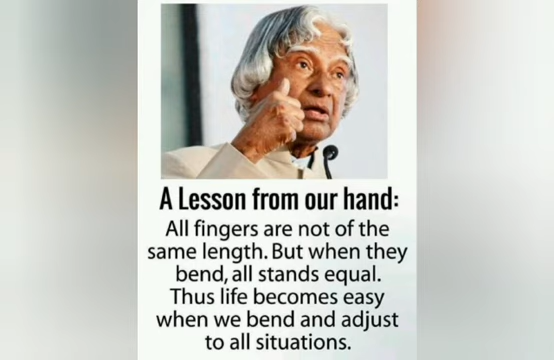 A Lesson from our hand:
All fingers are not of the
same length. But when they
bend, all stands equal.
Thus life becomes easy
when we bend and adjust
to all situations.